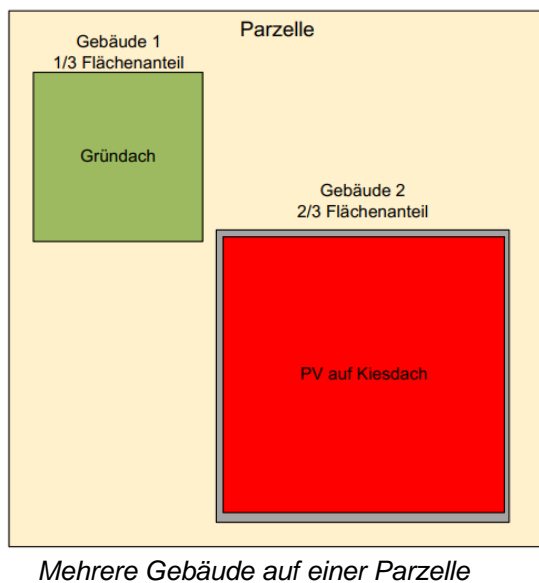 Parzelle
Gebäude 1
1/3 Flächenanteil
Gründach
Gebäude 2
2/3 Flächenanteil
PV auf Kiesdach
Mehrere Gebäude auf einer Parzelle